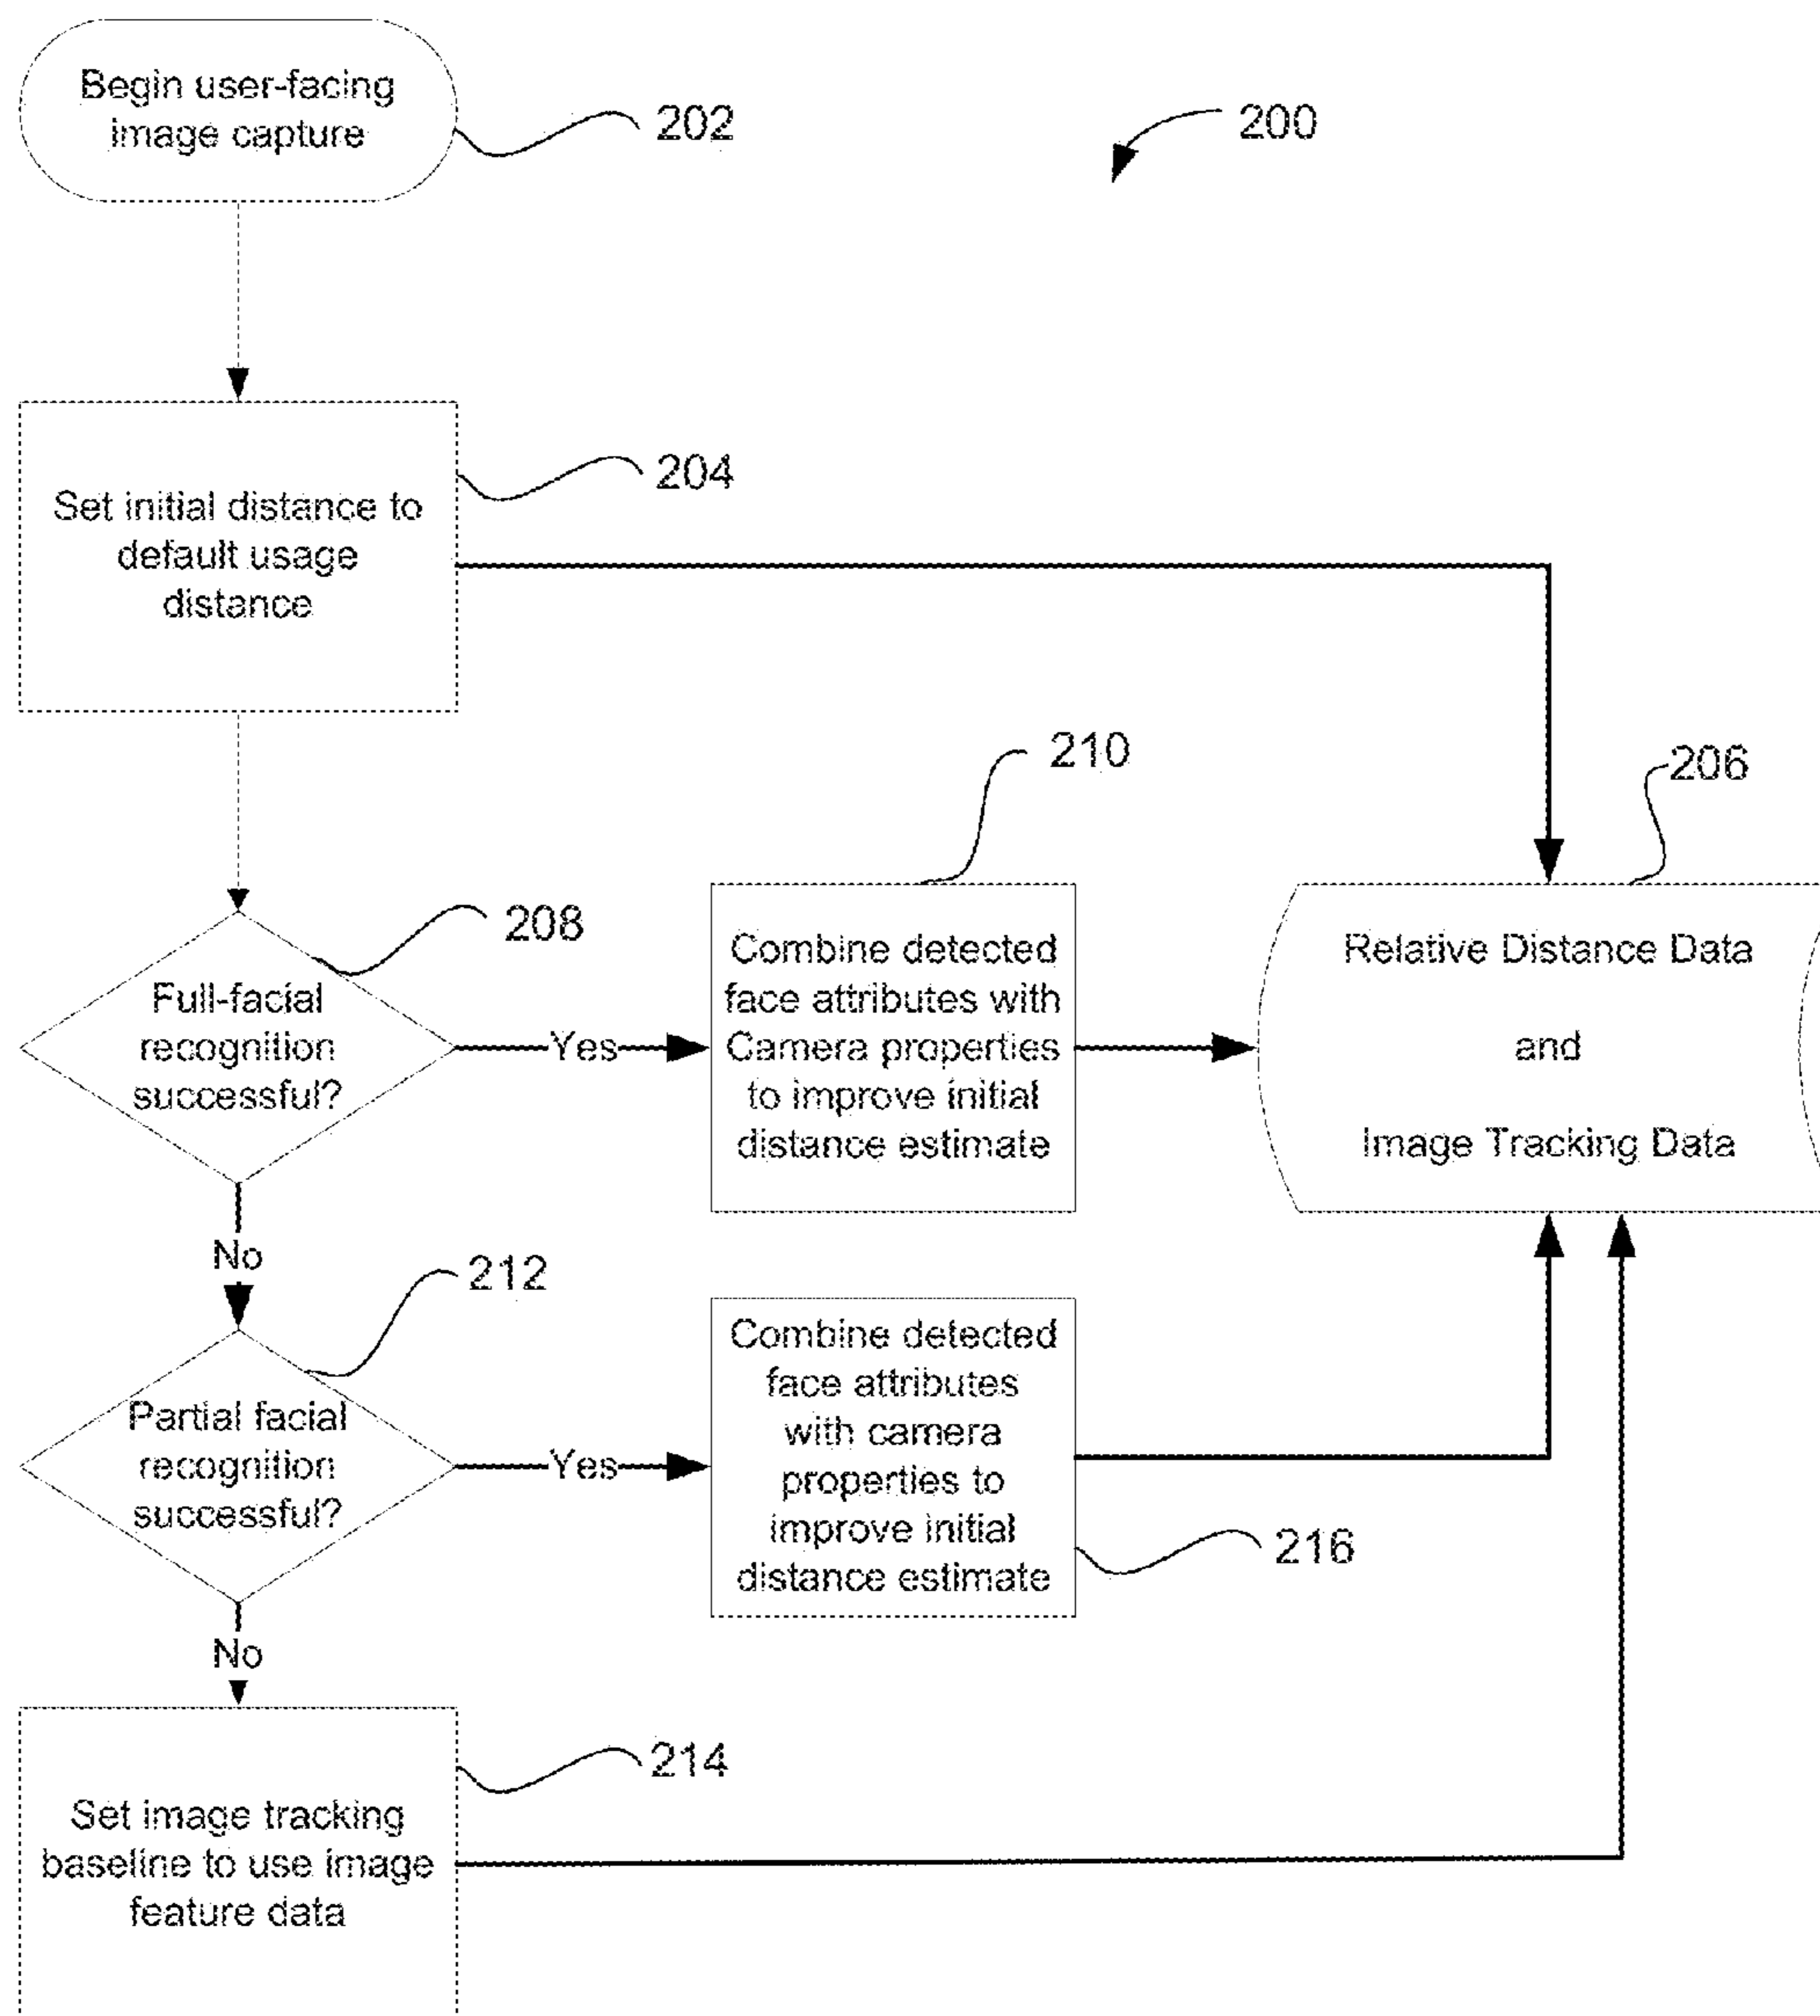 Begin user-facing
image capture
202
200
Set initial distance to
default usage
distance
204
210
206
208
Full-facial
recognition
successful?
Yes
Combine detected
face attributes with
Camera properties
to improve initial
distance estimate
Relative Distance Data
and
Image Tracking Data
No
212
Partial facial
recognition
successful?
Yes
Combine detected
face attributes
with camera
properties to
improve initial
distance estimate
216
No
214
Set image tracking
baseline to use image
feature data